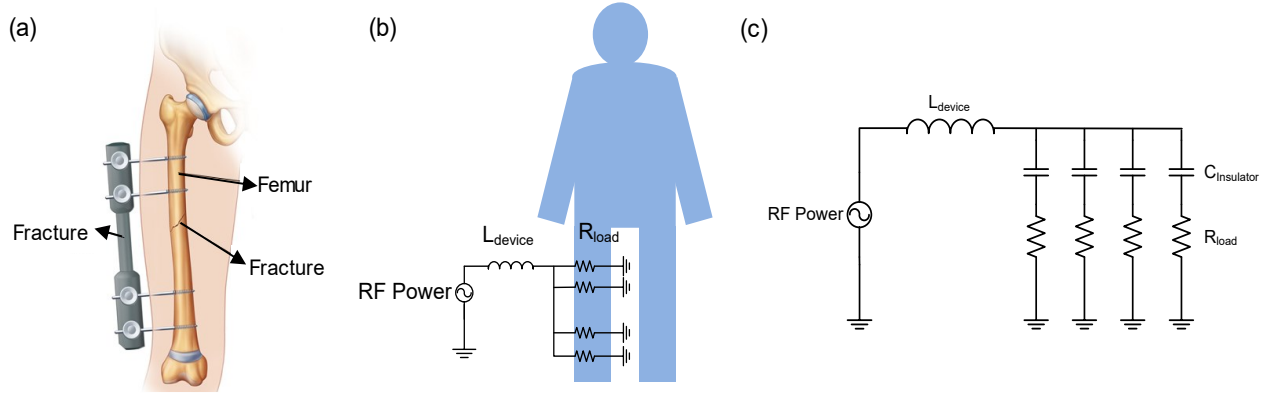 (a)
Femur
Fracture
Fracture
(b)
L_device
R_load
RF Power
(c)
L_device
C_Insulator
RF Power
R_load